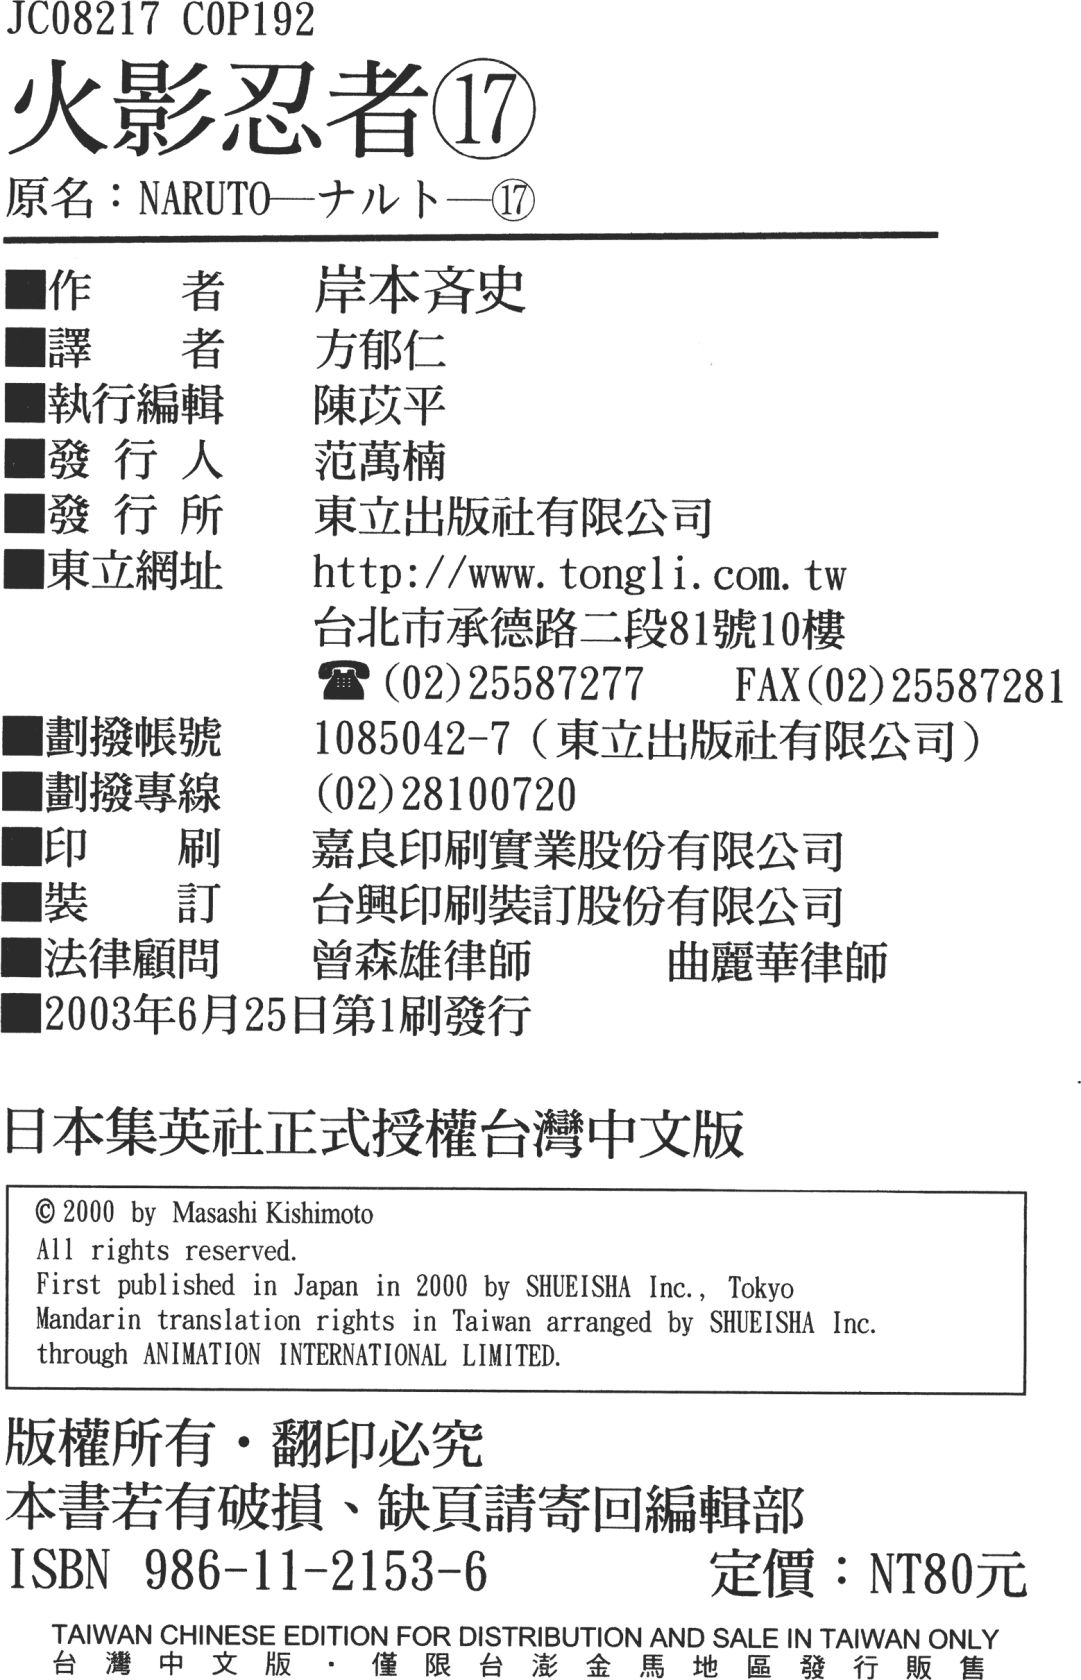 JC08217 C0P192
火影忍者⑰
原名：NARUTO—ナルト—⑰
■作　　者　　岸本斉史
■譯　　者　　方郁仁
■執行編輯　　陳苡平
■發 行 人　　范萬楠
■發 行 所　　東立出版社有限公司
■東立網址　　http://www.tongli.com.tw
台北市承德路二段81號10樓
☎(02)25587277　FAX(02)25587281
■劃撥帳號　　1085042-7（東立出版社有限公司）
■劃撥專線　　(02)28100720
■印　　刷　　嘉良印刷實業股份有限公司
■裝　　訂　　台興印刷裝訂股份有限公司
■法律顧問　　曾森雄律師　　曲麗華律師
■2003年6月25日第1刷發行
日本集英社正式授權台灣中文版
© 2000 by Masashi Kishimoto
All rights reserved.
First published in Japan in 2000 by SHUEISHA Inc., Tokyo
Mandarin translation rights in Taiwan arranged by SHUEISHA Inc.
through ANIMATION INTERNATIONAL LIMITED.
版權所有・翻印必究
本書若有破損、缺頁請寄回編輯部
ISBN 986-11-2153-6　　定價：NT80元
TAIWAN CHINESE EDITION FOR DISTRIBUTION AND SALE IN TAIWAN ONLY
台灣中文版・僅限台澎金馬地區發行販售